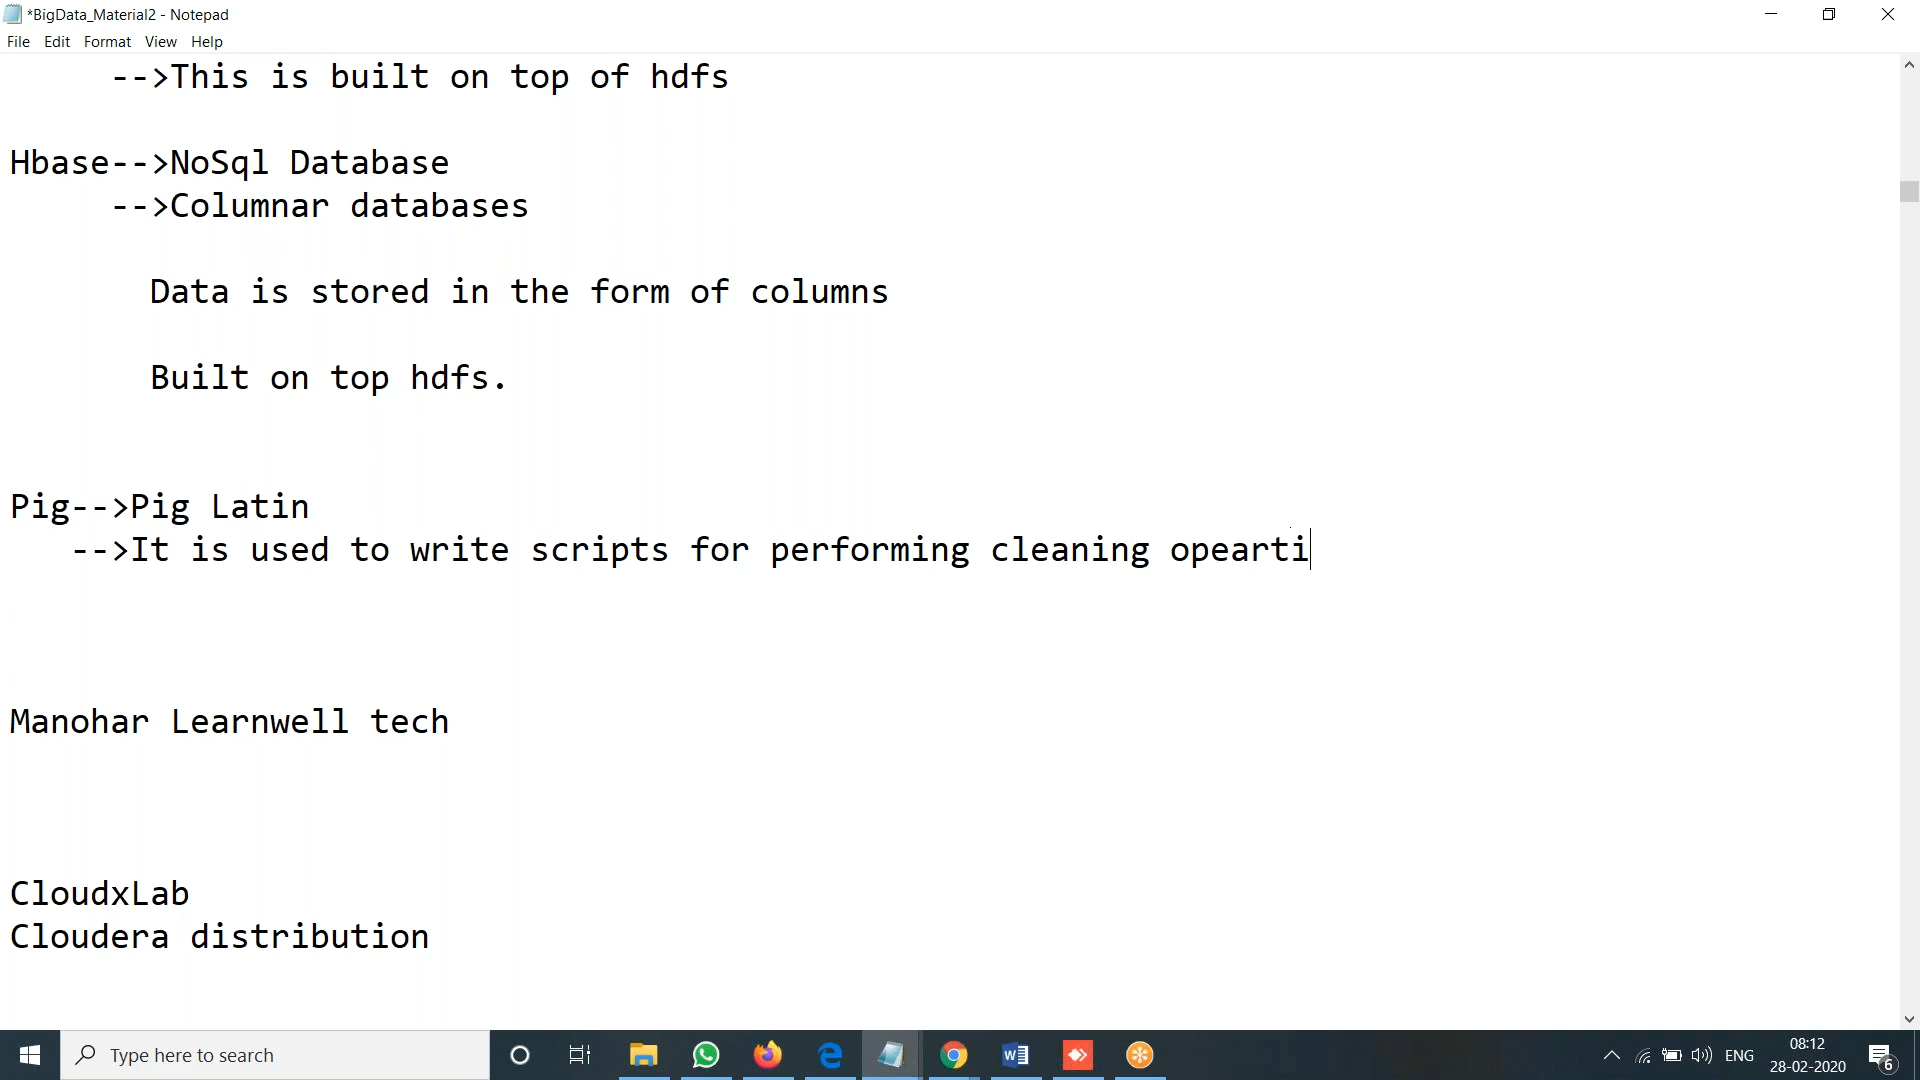 *BigData_Material2 - Notepad
File Edit Format View Help
-->This is built on top of hdfs
Hbase-->NoSql Database
-->Columnar databases
Data is stored in the form of columns
Built on top hdfs.
Pig-->Pig Latin
-->It is used to write scripts for performing cleaning opearti
Manohar Learnwell tech
CloudxLab
Cloudera distribution
Type here to search
ENG
08:12
28-02-2020
6